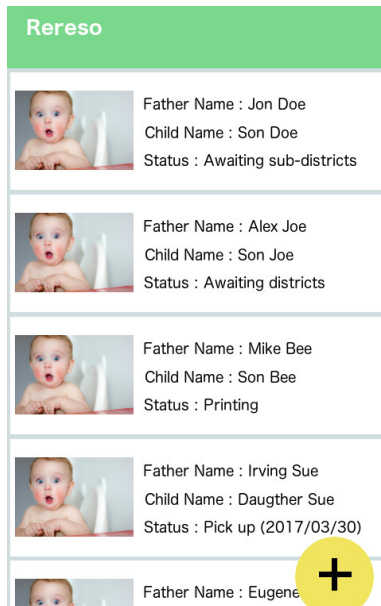 Rereso
Father Name : Jon Doe
Child Name : Son Doe
Status : Awaiting sub-districts
Father Name : Alex Joe
Child Name : Son Joe
Status : Awaiting districts
Father Name : Mike Bee
Child Name : Son Bee
Status : Printing
Father Name : Irving Sue
Child Name : Daugther Sue
Status : Pick up (2017/03/30)
+
Father Name : Eugene